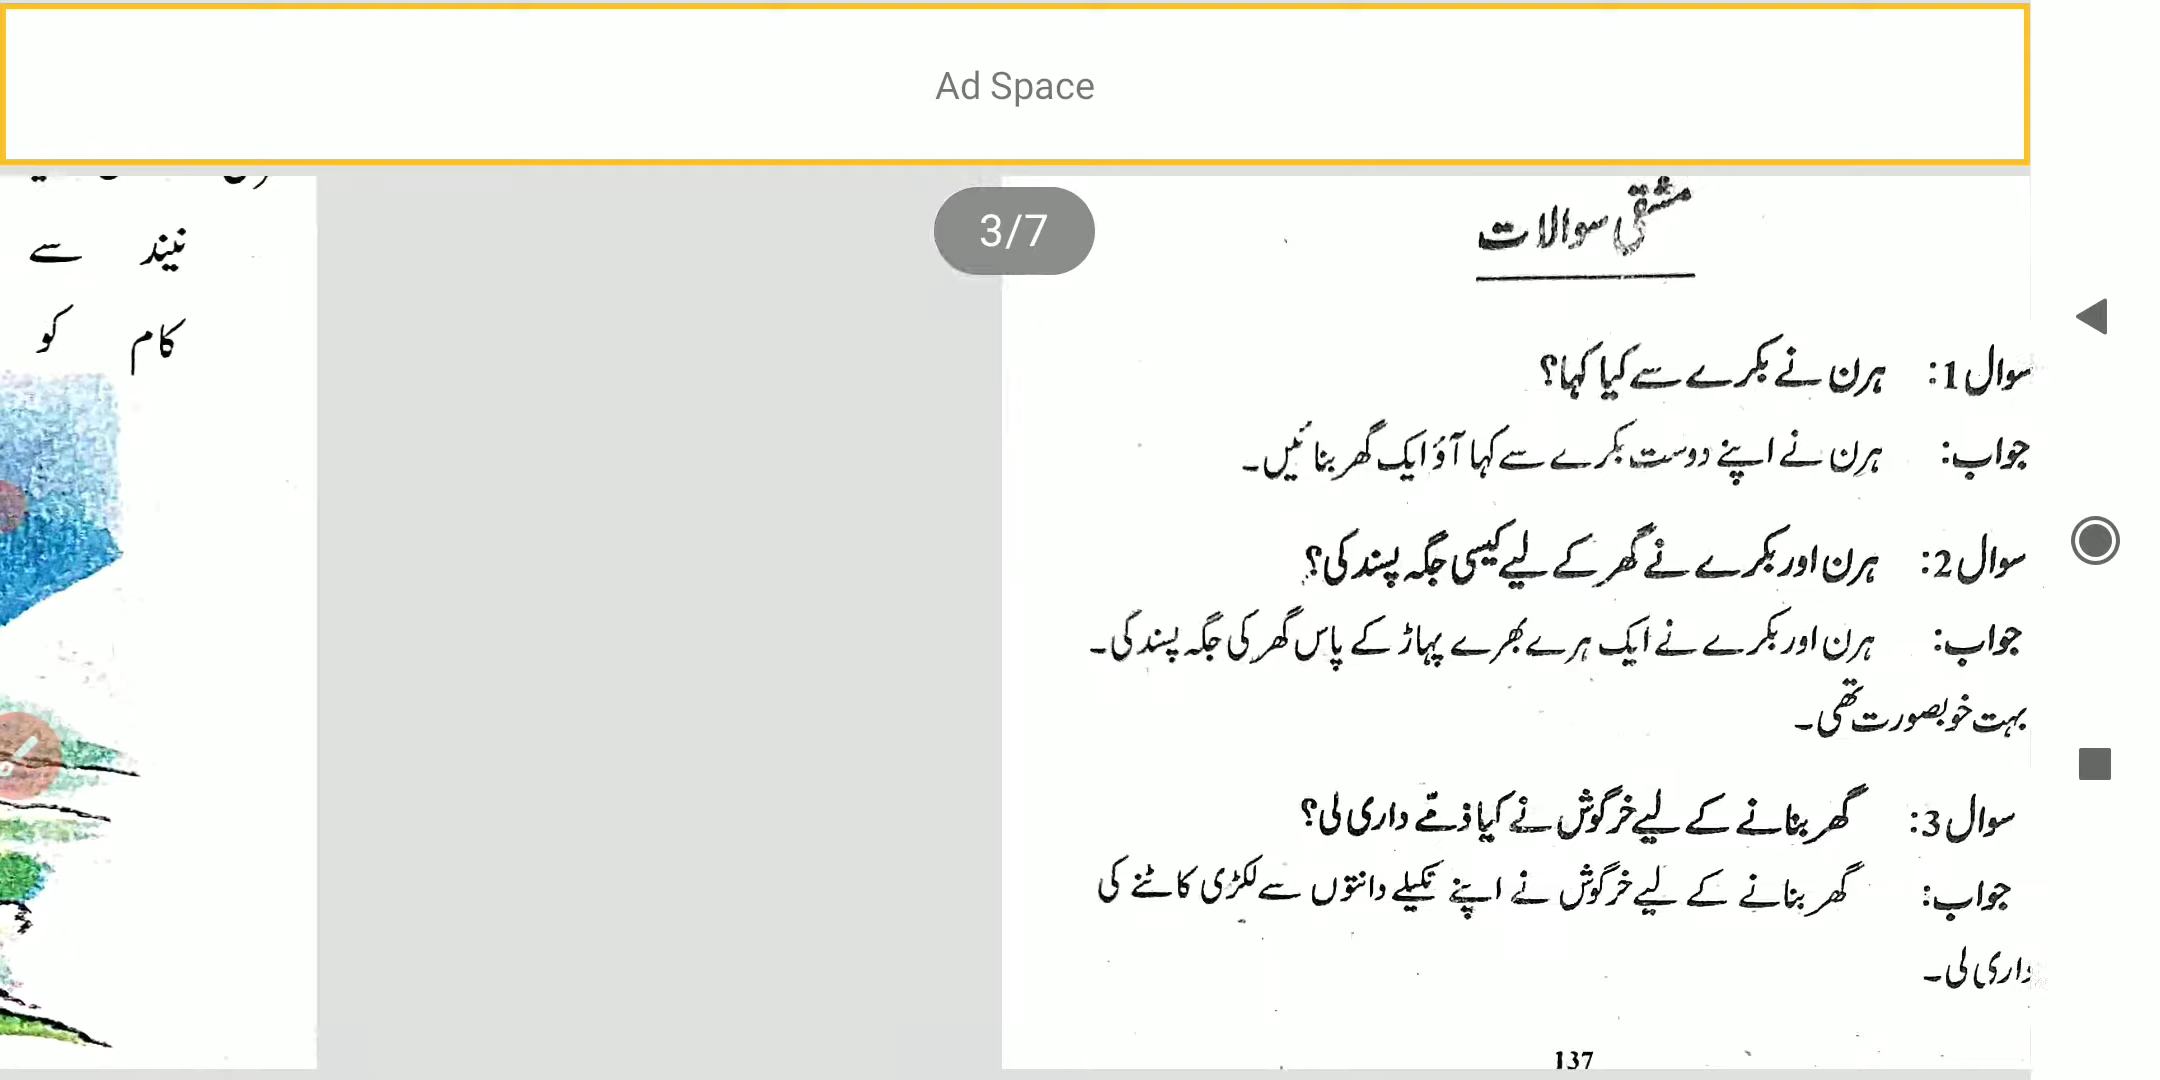 Ad Space
3/7
نیند سے
کام کو
مشقی سوالات
سوال 1: ہرن نے بکرے سے کیا کہا؟
جواب: ہرن نے اپنے دوست بکرے سے کہا آؤ ایک گھر بنائیں۔
سوال 2: ہرن اور بکرے نے گھر کے لیے کیسی جگہ پسند کی؟
جواب: ہرن اور بکرے نے ایک ہرے بھرے پہاڑ کے پاس گھر کی جگہ پسند کی۔
بہت خوبصورت تھی۔
سوال 3: گھر بنانے کے لیے خرگوش نے کیا ذمّے داری لی؟
جواب: گھر بنانے کے لیے خرگوش نے اپنے نکیلے دانتوں سے لکڑی کاٹنے کی
داری لی۔
137